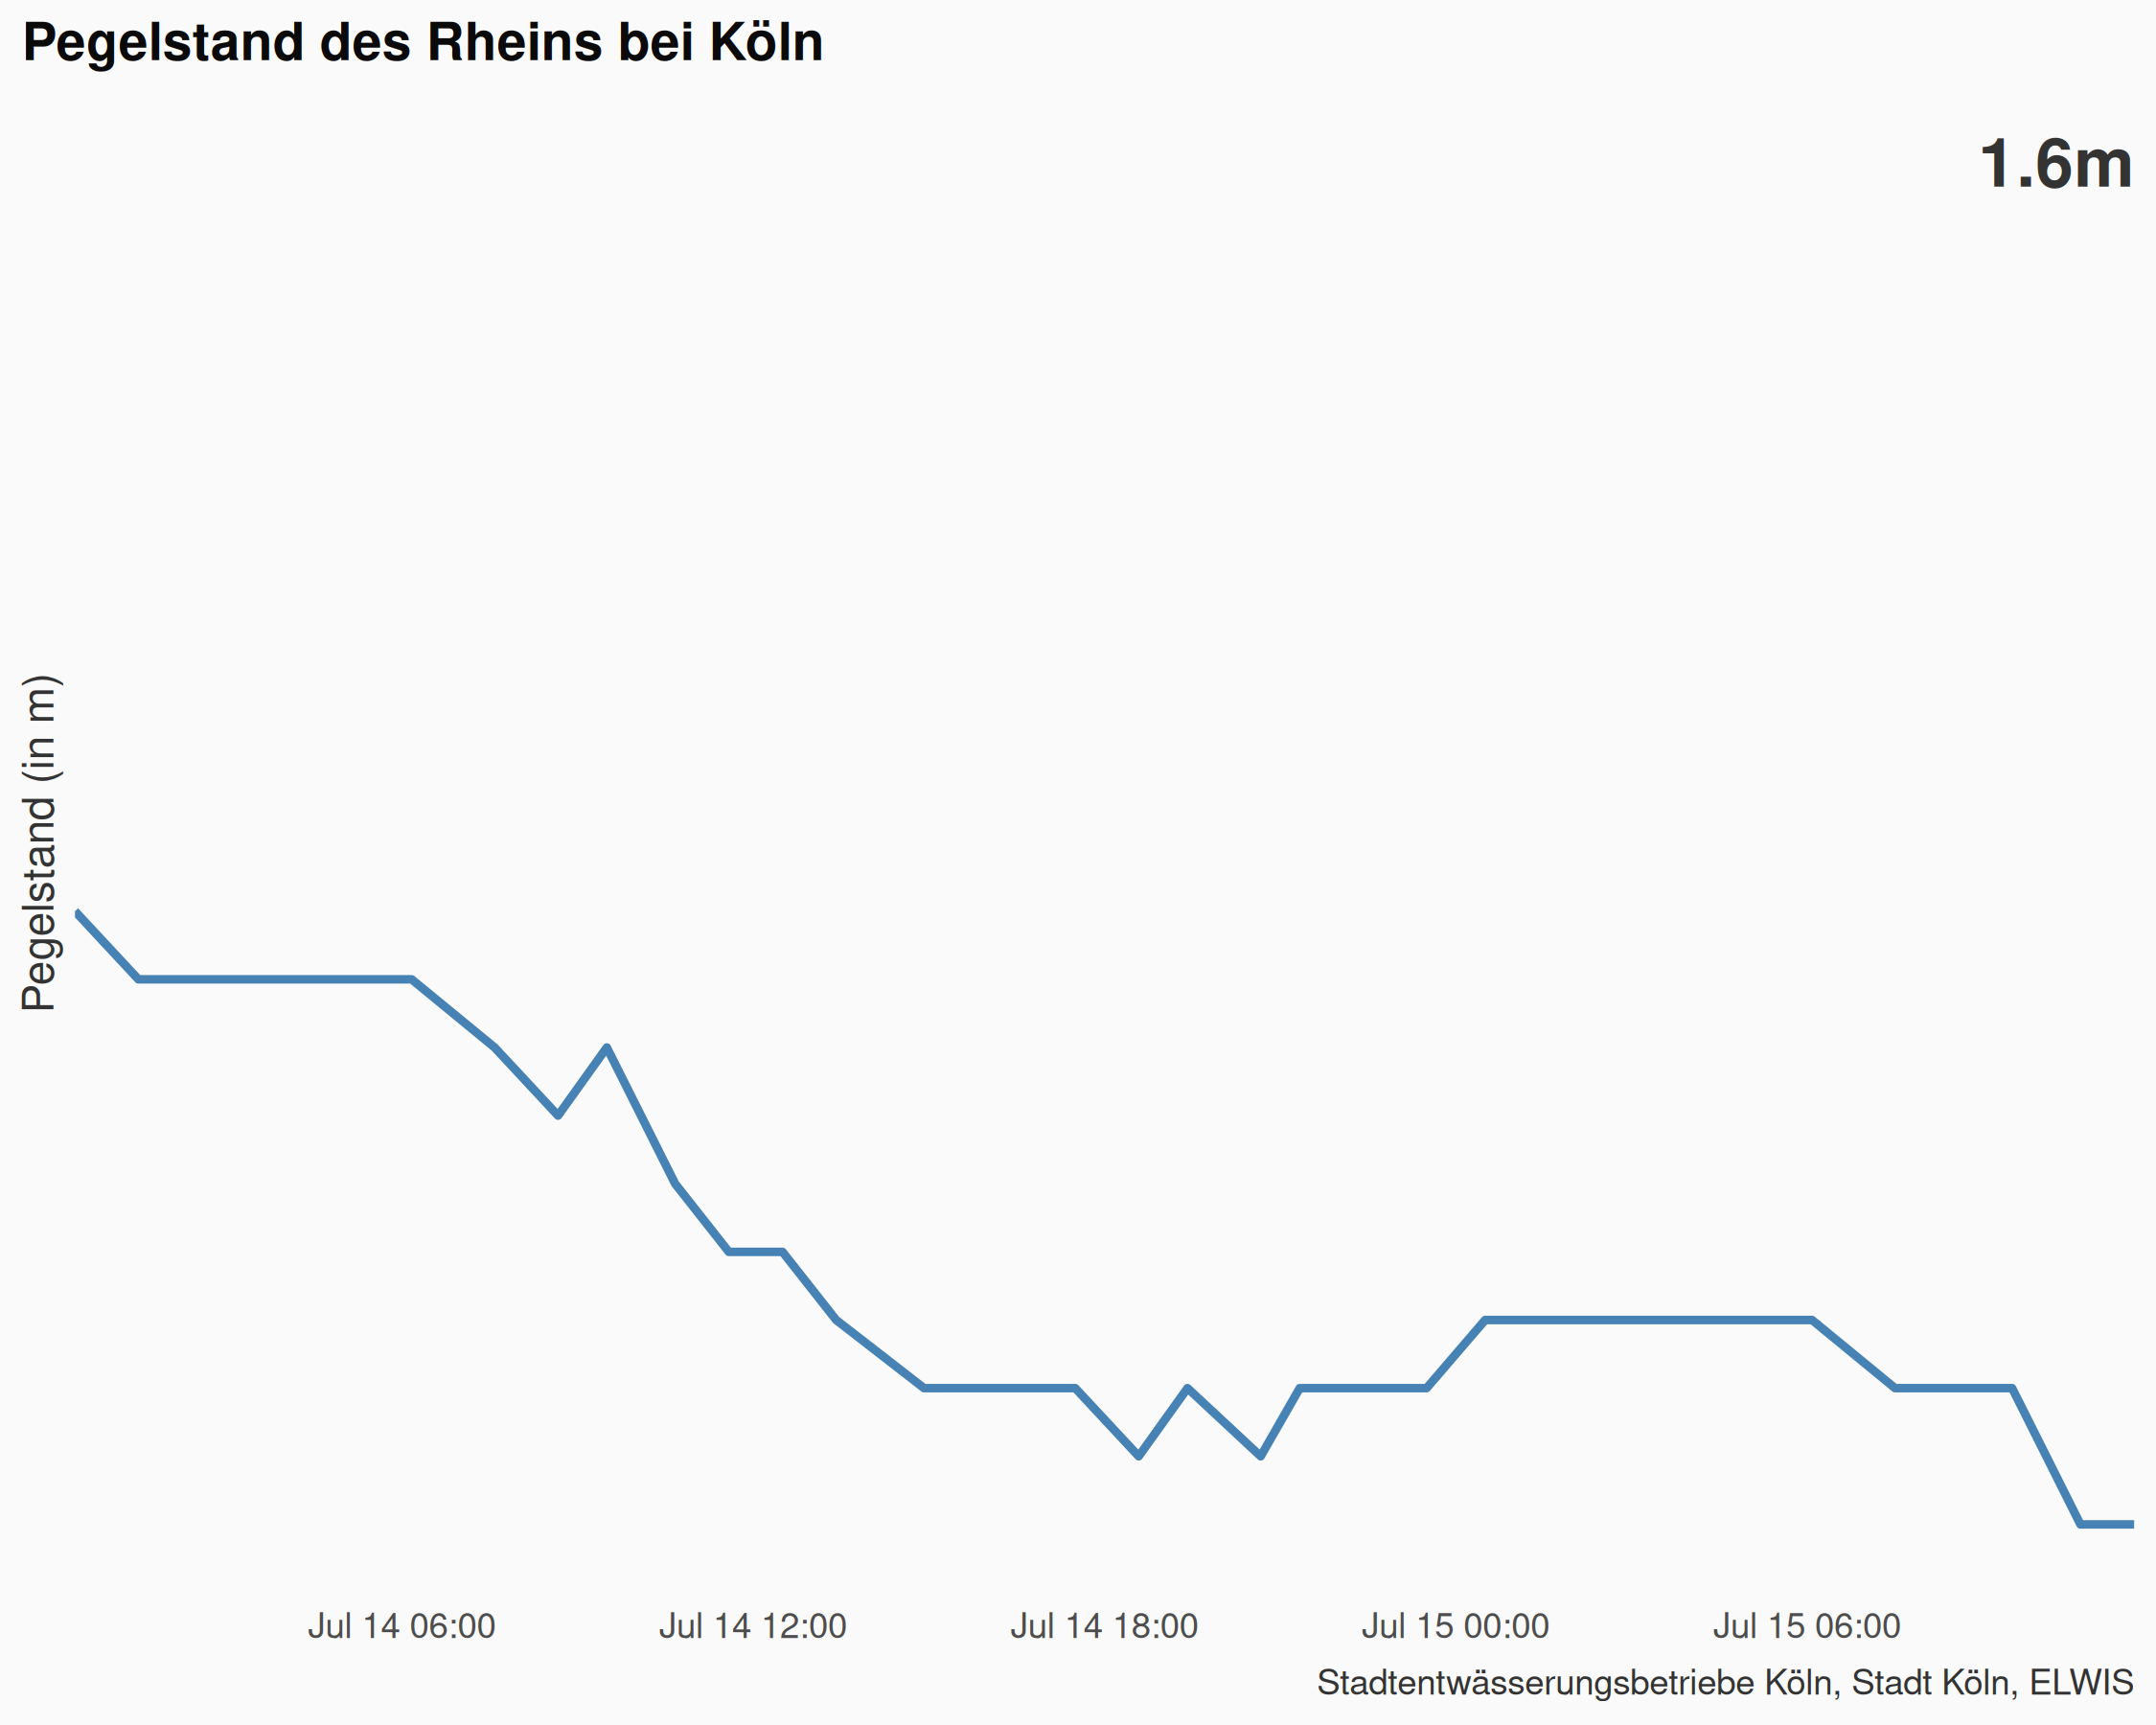 Pegelstand des Rheins bei Köln
1.6m
Pegelstand (in m)
Jul 14 06:00 Jul 14 12:00 Jul 14 18:00 Jul 15 00:00 Jul 15 06:00
Stadtentwässerungsbetriebe Köln, Stadt Köln, ELWIS